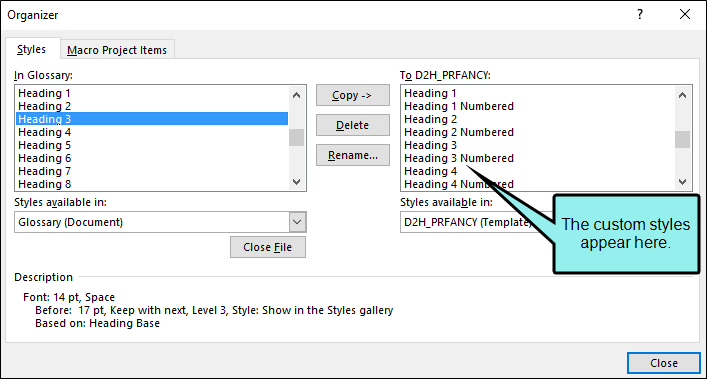 Organizer
? ×
Styles
Macro Project Items
In Glossary:
Heading 1
Heading 2
Heading 3
Heading 4
Heading 5
Heading 6
Heading 7
Heading 8
Styles available in:
Glossary (Document)
Close File
Copy ->
Delete
Rename...
To D2H_PRFANCY:
Heading 1
Heading 1 Numbered
Heading 2
Heading 2 Numbered
Heading 3
Heading 3 Numbered
Heading 4
Heading 4 Numbered
Styles available in:
D2H_PRFANCY (Template)
The custom styles
appear here.
Description
Font: 14 pt, Space
Before: 17 pt, Keep with next, Level 3, Style: Show in the Styles gallery
Based on: Heading Base
Close